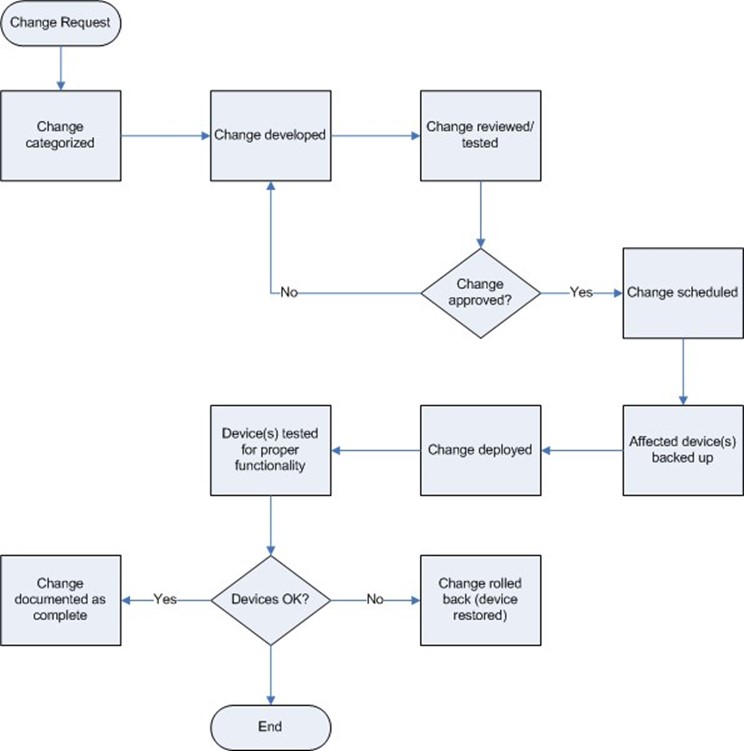 Change Request
Change
categorized
Change developed
Change reviewed/
tested
Change
approved?
No
Yes
Change scheduled
Device(s) tested
for proper
functionality
Change deployed
Affected device(s)
backed up
Change
documented as
complete
Yes
Devices OK?
No
Change rolled
back (device
restored)
End